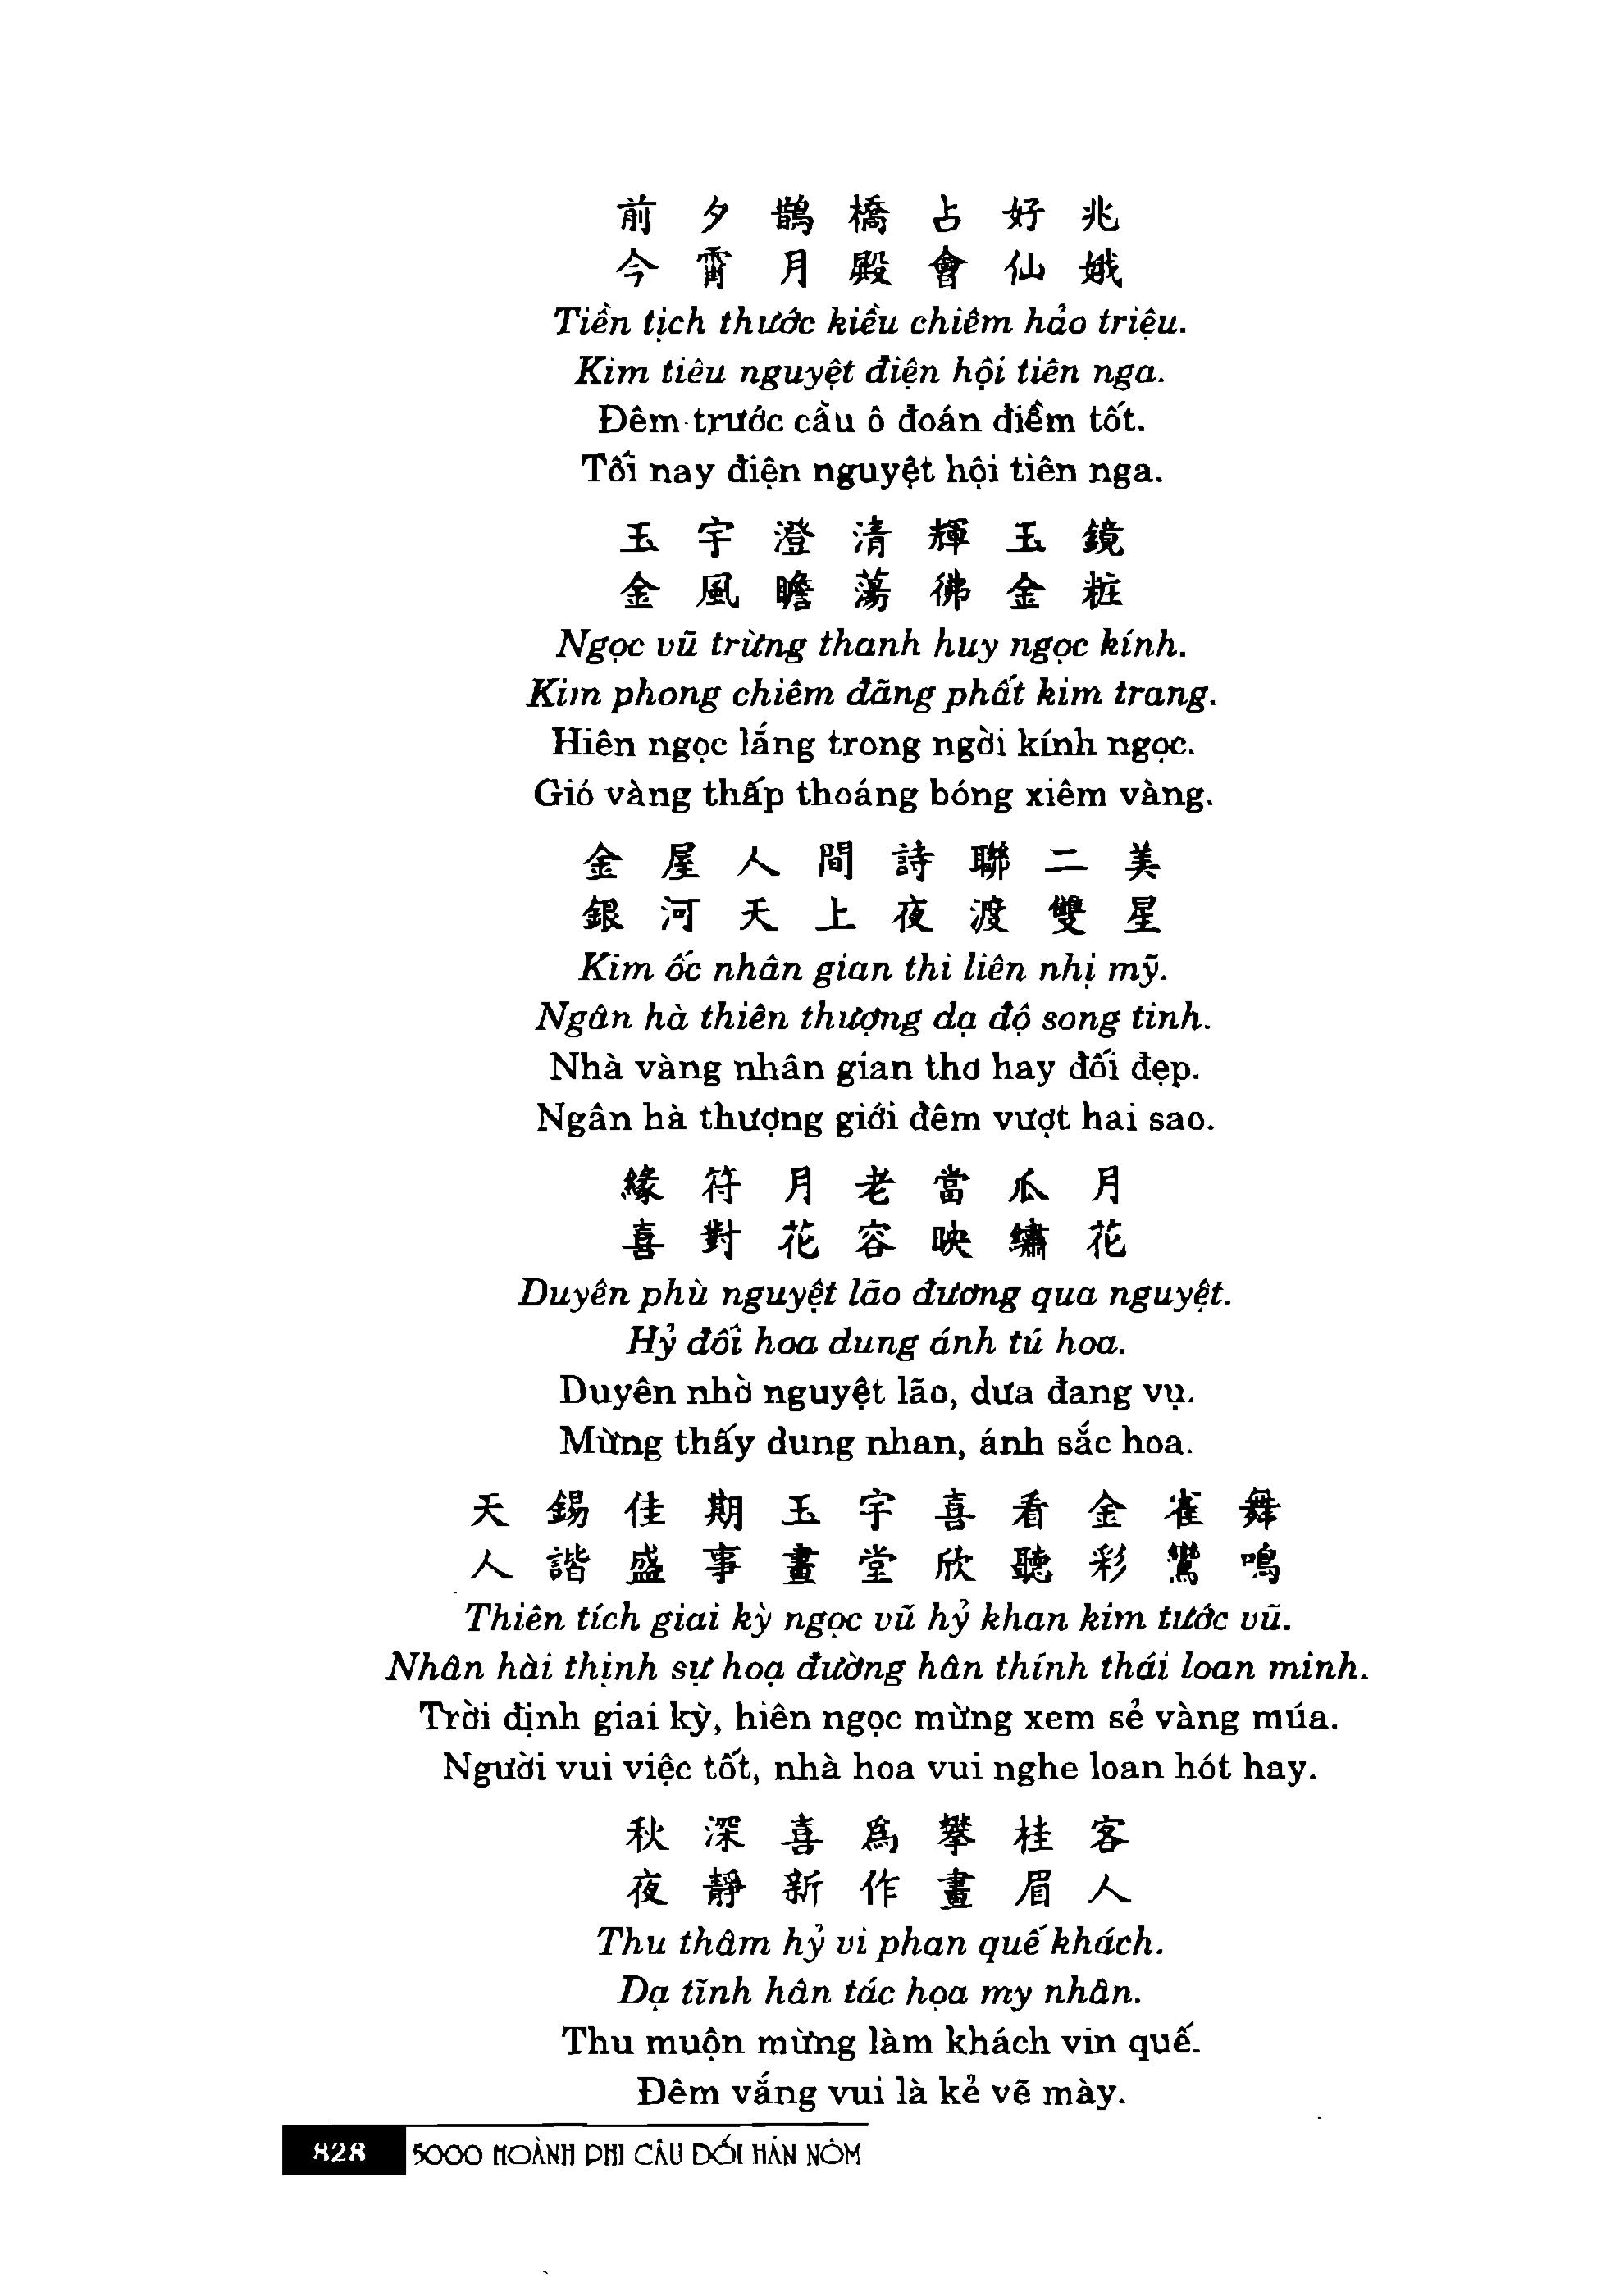 前夕鵲橋占好兆
今宵月殿會仙娥
Tiền tịch thước kiều chiêm hảo triệu.
Kim tiêu nguyệt điện hội tiên nga.
Đêm trước cầu ô đoán điềm tốt.
Tối nay điện nguyệt hội tiên nga.
玉宇澄清輝玉鏡
金風瞻蕩彿金粧
Ngọc vũ trừng thanh huy ngọc kính.
Kim phong chiêm đãng phất kim trang.
Hiên ngọc lắng trong ngời kính ngọc.
Gió vàng thấp thoáng bóng xiêm vàng.
金屋人間詩聯二美
銀河天上夜渡雙星
Kim ốc nhân gian thi liên nhị mỹ.
Ngân hà thiên thượng dạ độ song tinh.
Nhà vàng nhân gian thơ hay đối đẹp.
Ngân hà thượng giới đêm vượt hai sao.
緣符月老當瓜月
喜對花容映繡花
Duyên phù nguyệt lão đương qua nguyệt.
Hỷ đối hoa dung ánh tú hoa.
Duyên nhờ nguyệt lão, dưa đang vụ.
Mừng thấy dung nhan, ánh sắc hoa.
天錫佳期玉宇喜看金雀舞
人諧盛事畫堂欣聽彩鸞鳴
Thiên tích giai kỳ ngọc vũ hỷ khan kim tước vũ.
Nhân hài thịnh sự hoạ đường hân thính thái loan minh.
Trời định giai kỳ, hiên ngọc mừng xem sẻ vàng múa.
Người vui việc tốt, nhà hoa vui nghe loan hót hay.
秋深喜爲攀桂客
夜靜新作畫眉人
Thu thâm hỷ vi phan quế khách.
Dạ tĩnh hân tác họa my nhân.
Thu muộn mừng làm khách vin quế.
Đêm vắng vui là kẻ vẽ mày.
828 5000 HOÀNH PHI CÂU ĐỐI HÁN NÔM